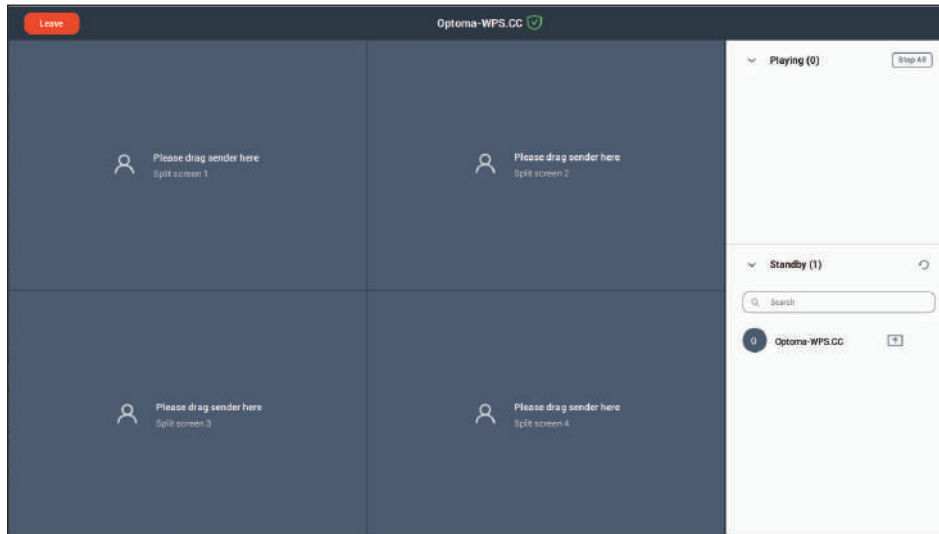 Leave
Optoma-WPS.CC
Please drag sender here
Split screen 1
Please drag sender here
Split screen 2
Please drag sender here
Split screen 3
Please drag sender here
Split screen 4
Playing (0)
Stop All
Standby (1)
Search
O
Optoma-WPS.CC